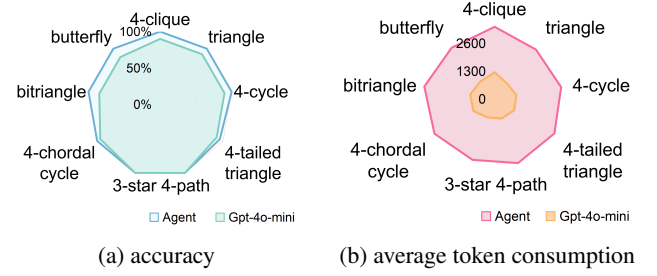 4-clique
100%
butterfly
triangle
50%
bitriangle
4-cycle
0%
4-chordal
cycle
4-tailed
triangle
3-star 4-path
Agent Gpt-4o-mini
(a) accuracy
4-clique
butterfly
triangle
2600
1300
bitriangle
4-cycle
0
4-chordal
cycle
4-tailed
triangle
3-star 4-path
Agent Gpt-4o-mini
(b) average token consumption